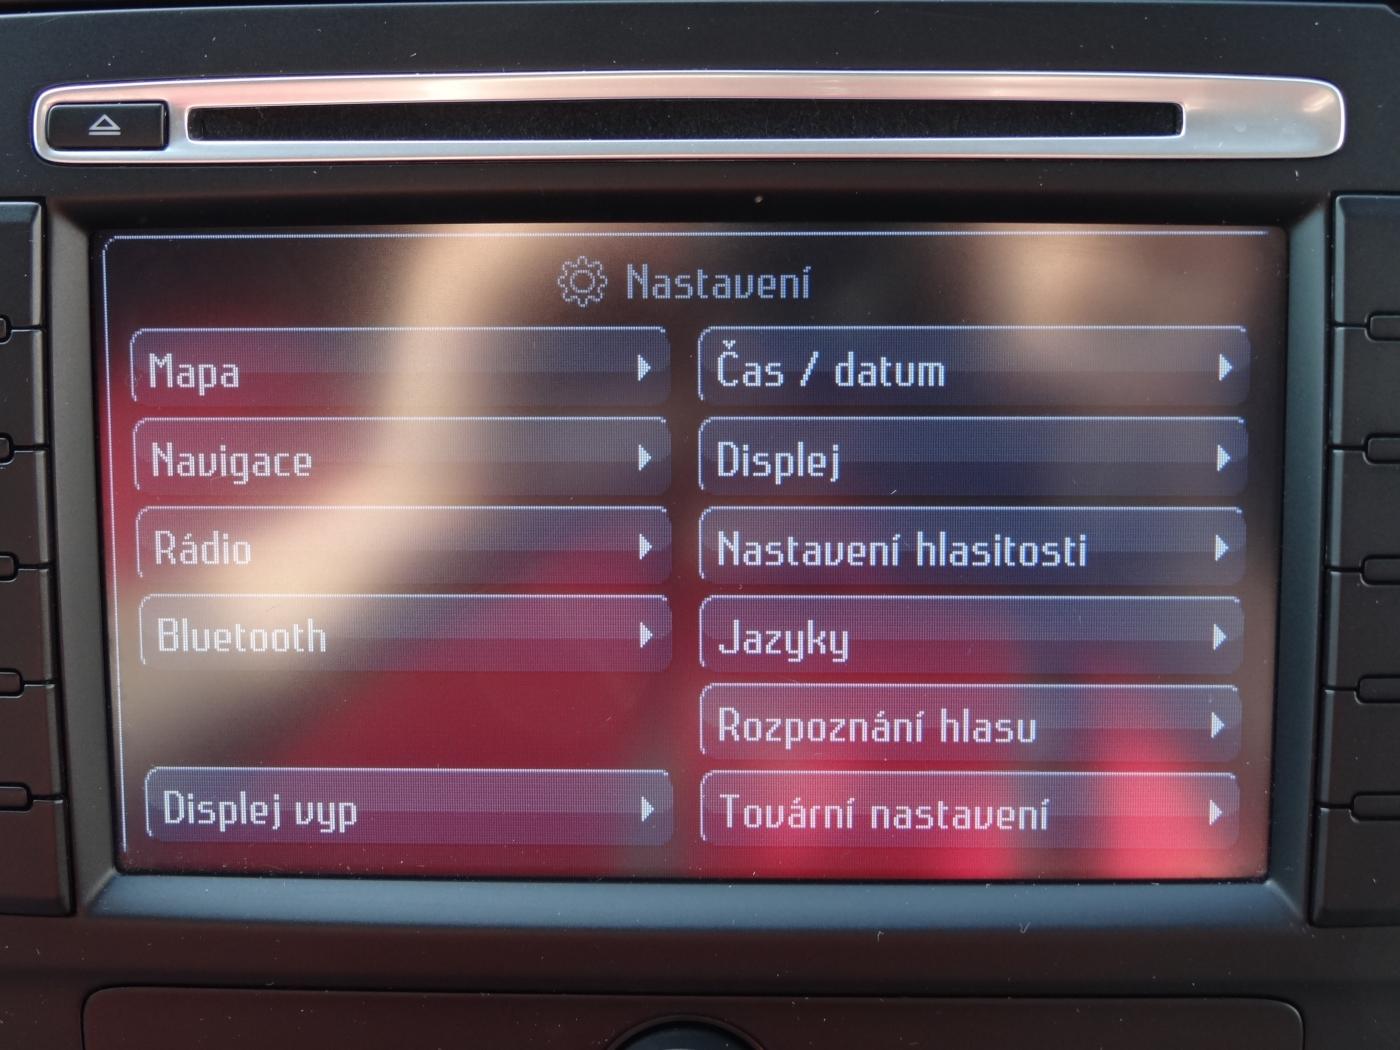 Nastavení
Mapa
Navigace
Rádio
Bluetooth
Displej vyp
Čas / datum
Displej
Nastavení hlasitosti
Jazyky
Rozpoznání hlasu
Tovární nastavení